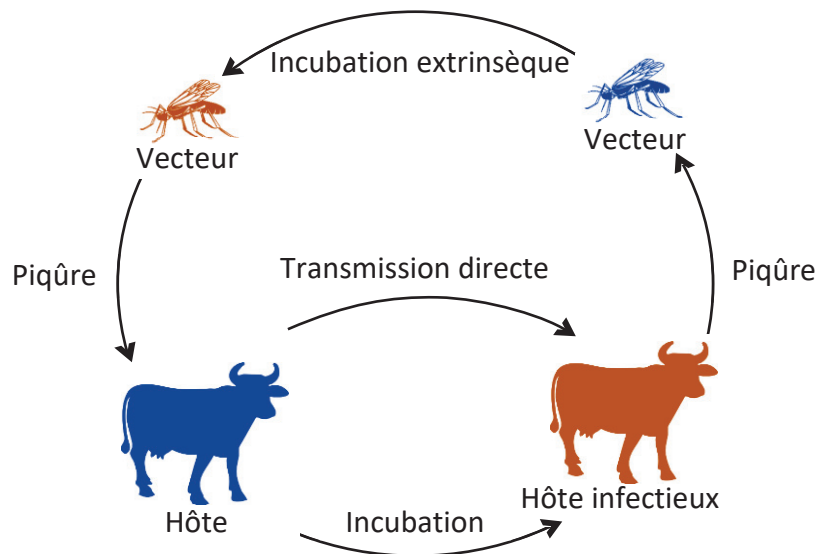 Incubation extrinsèque
Vecteur
Vecteur
Piqûre
Transmission directe
Piqûre
Hôte
Incubation
Hôte infectieux